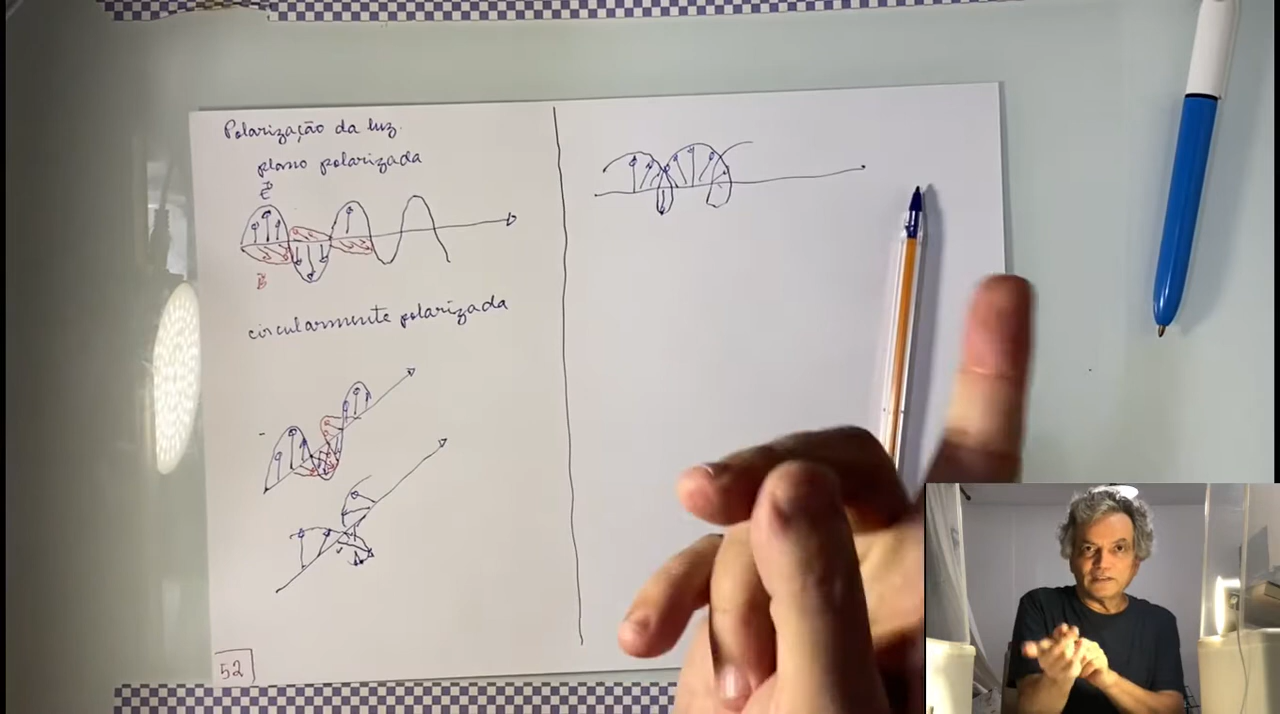 Polarização da luz.
plano polarizada
E
B
circularmente polarizada
52